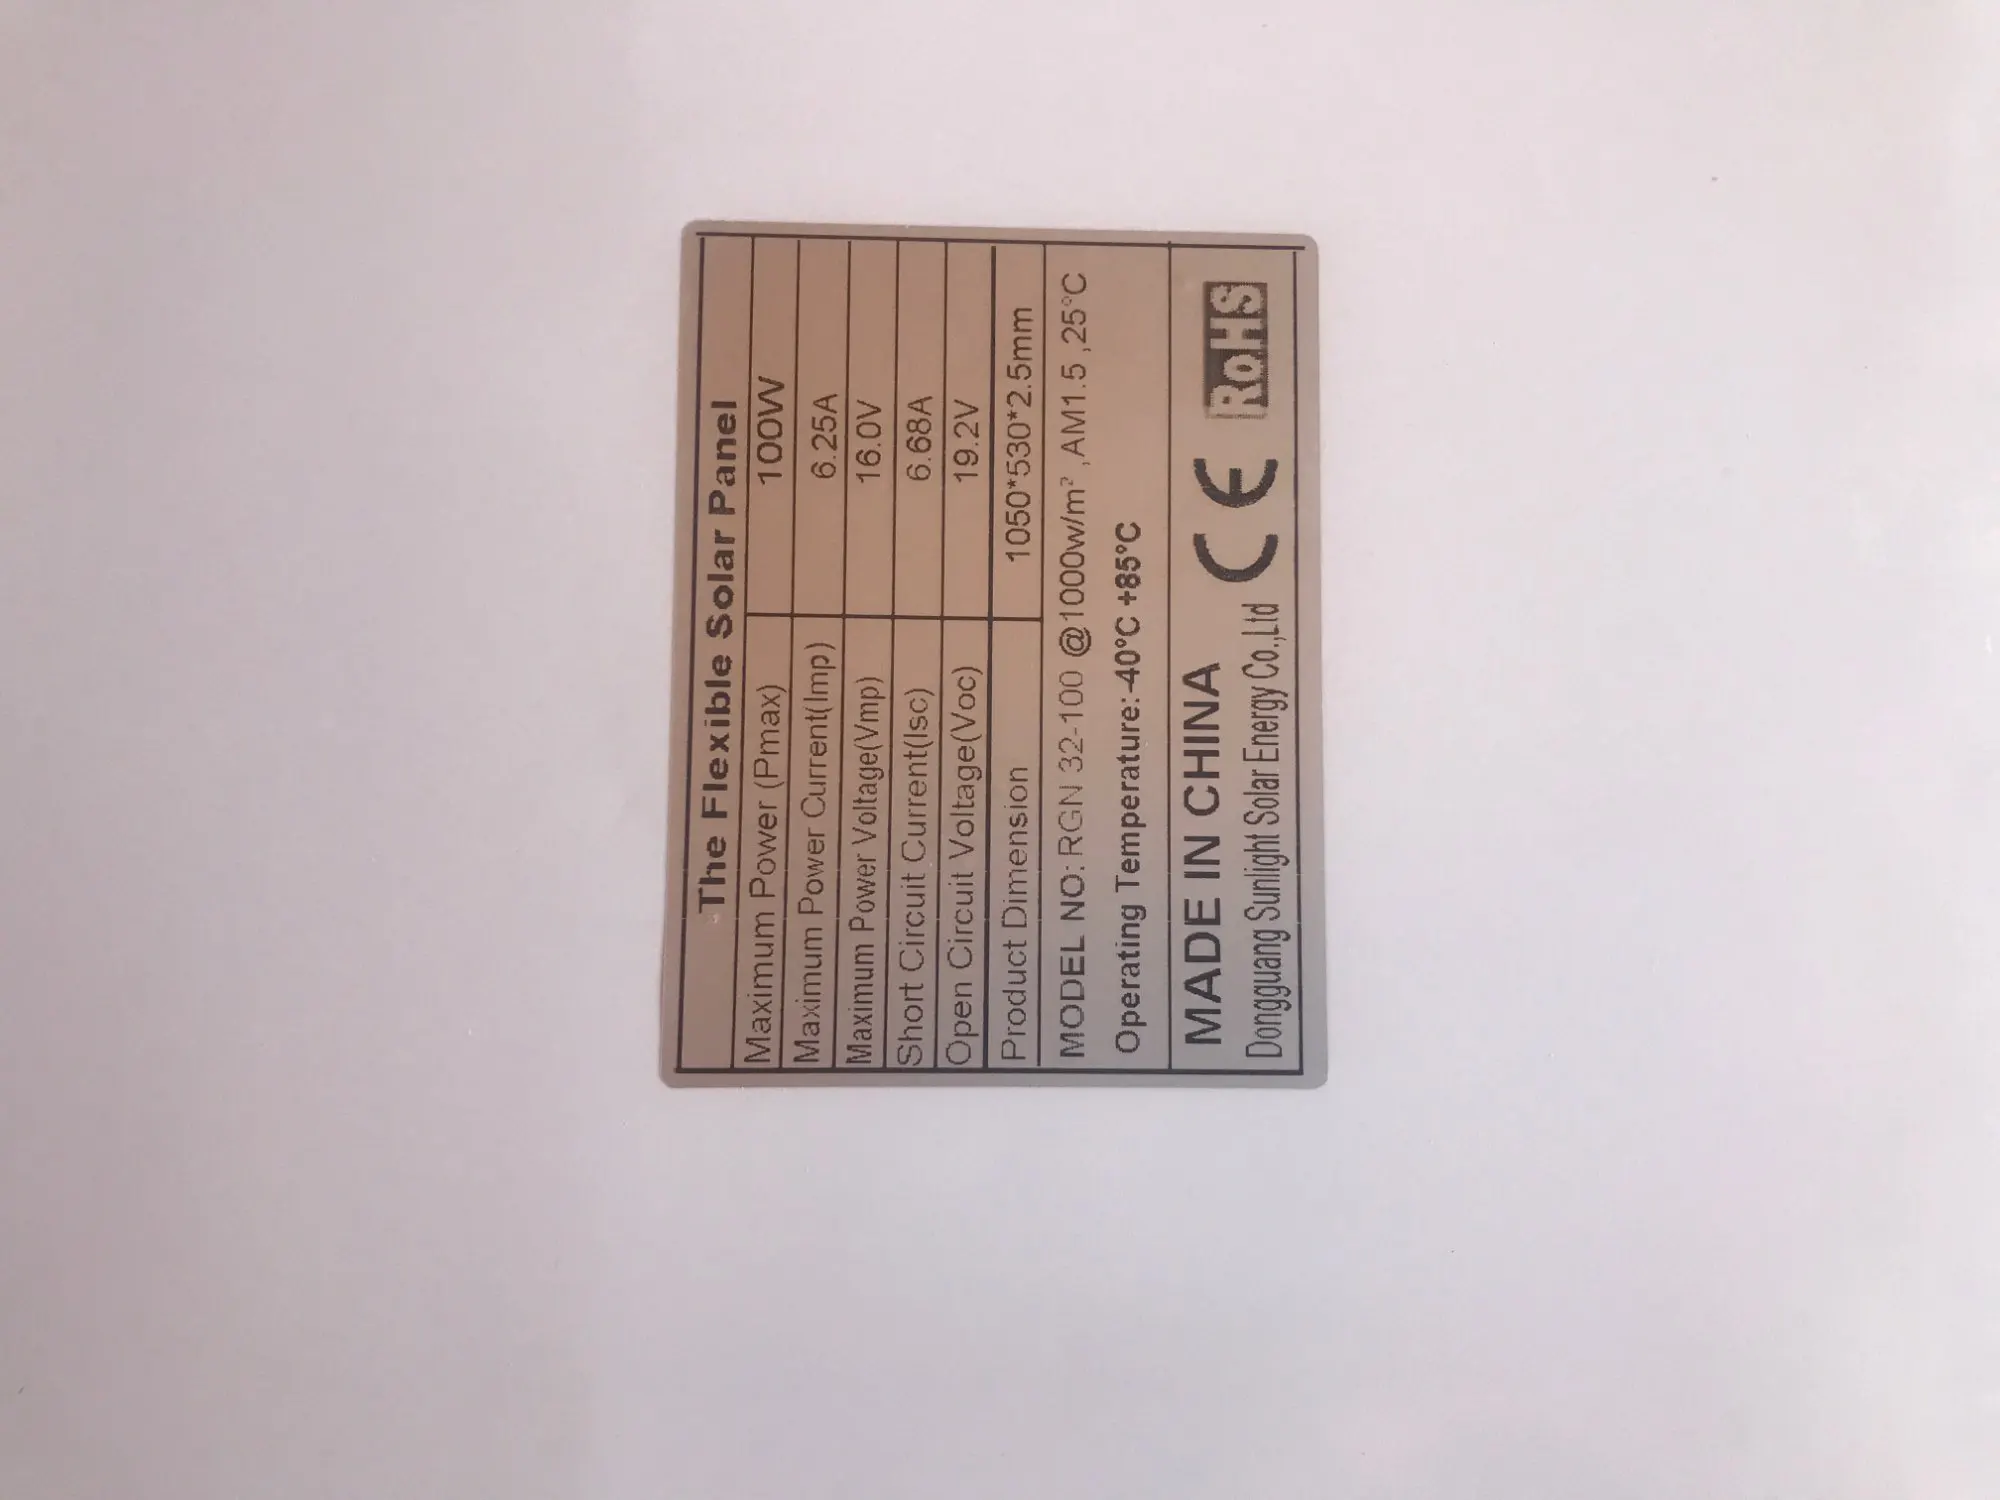 The Flexible Solar Panel
Maximum Power (Pmax) 100W
Maximum Power Current(Imp) 6.25A
Maximum Power Voltage(Vmp) 16.0V
Short Circuit Current(Isc) 6.68A
Open Circuit Voltage(Voc) 19.2V
Product Dimension 1050*530*2.5mm
MODEL NO: RGN 32-100 @1000w/m² ,AM1.5 ,25°C
Operating Temperature:-40°C +85°C
MADE IN CHINA
Dongguang Sunlight Solar Energy Co.,Ltd
CE RoHS